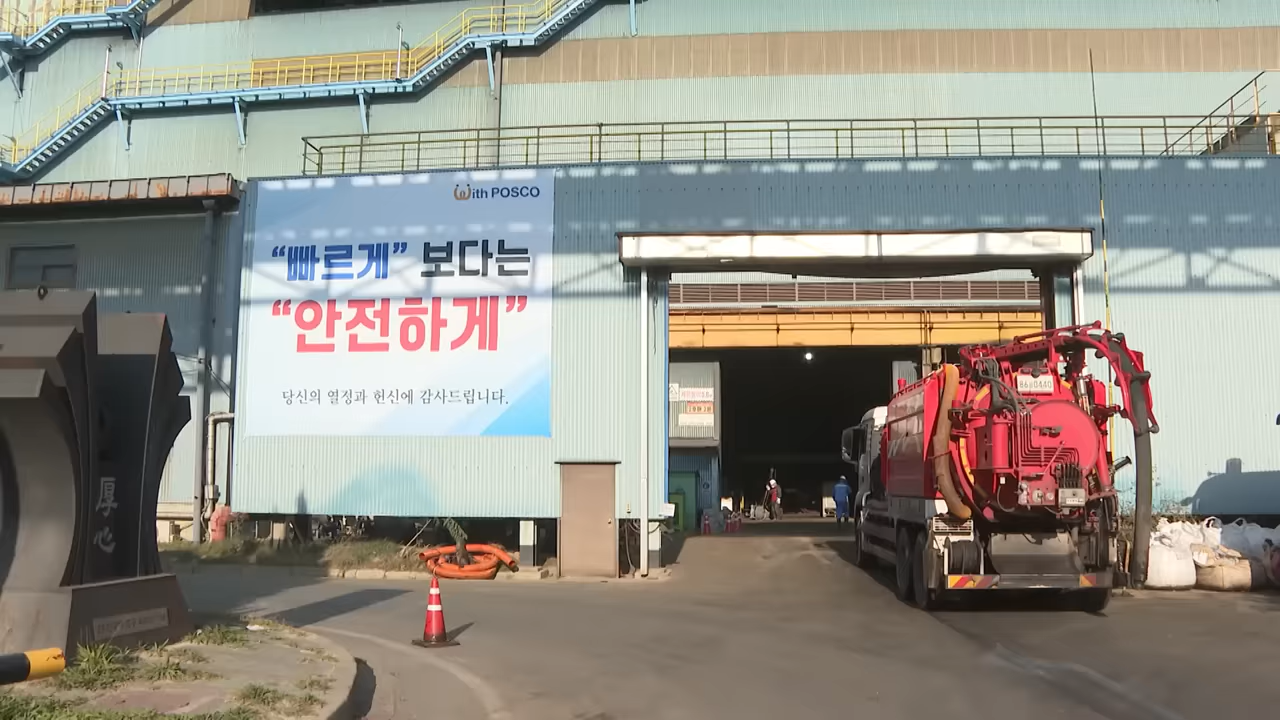 With POSCO
“빠르게” 보다는
“안전하게”
당신의 열정과 헌신에 감사드립니다.
厚
心